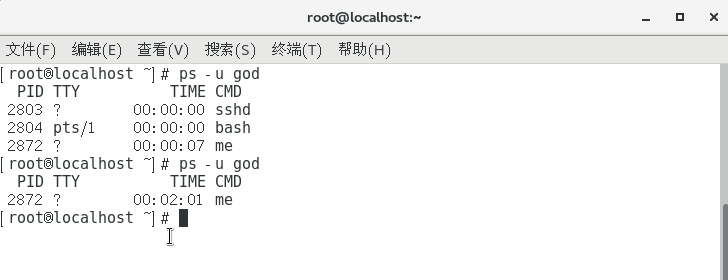 root@localhost:~
文件(F) 编辑(E) 查看(V) 搜索(S) 终端(T) 帮助(H)
[root@localhost ~]# ps -u god
  PID TTY          TIME CMD
 2803 ?        00:00:00 sshd
 2804 pts/1    00:00:00 bash
 2872 ?        00:00:07 me
[root@localhost ~]# ps -u god
  PID TTY          TIME CMD
 2872 ?        00:02:01 me
[root@localhost ~]#